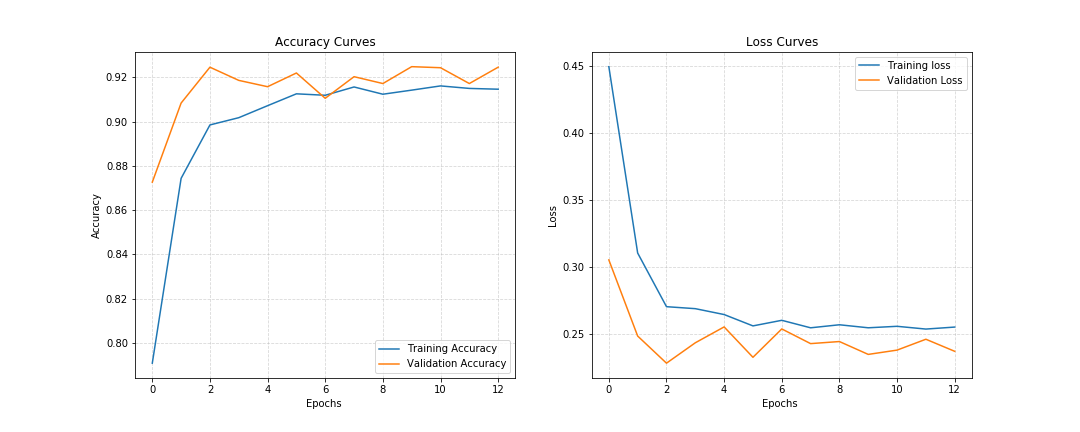 Accuracy Curves
Accuracy
0.92
0.90
0.88
0.86
0.84
0.82
0.80
Training Accuracy
Validation Accuracy
0 2 4 6 8 10 12
Epochs
Loss Curves
Loss
0.45
0.40
0.35
0.30
0.25
Training loss
Validation Loss
0 2 4 6 8 10 12
Epochs